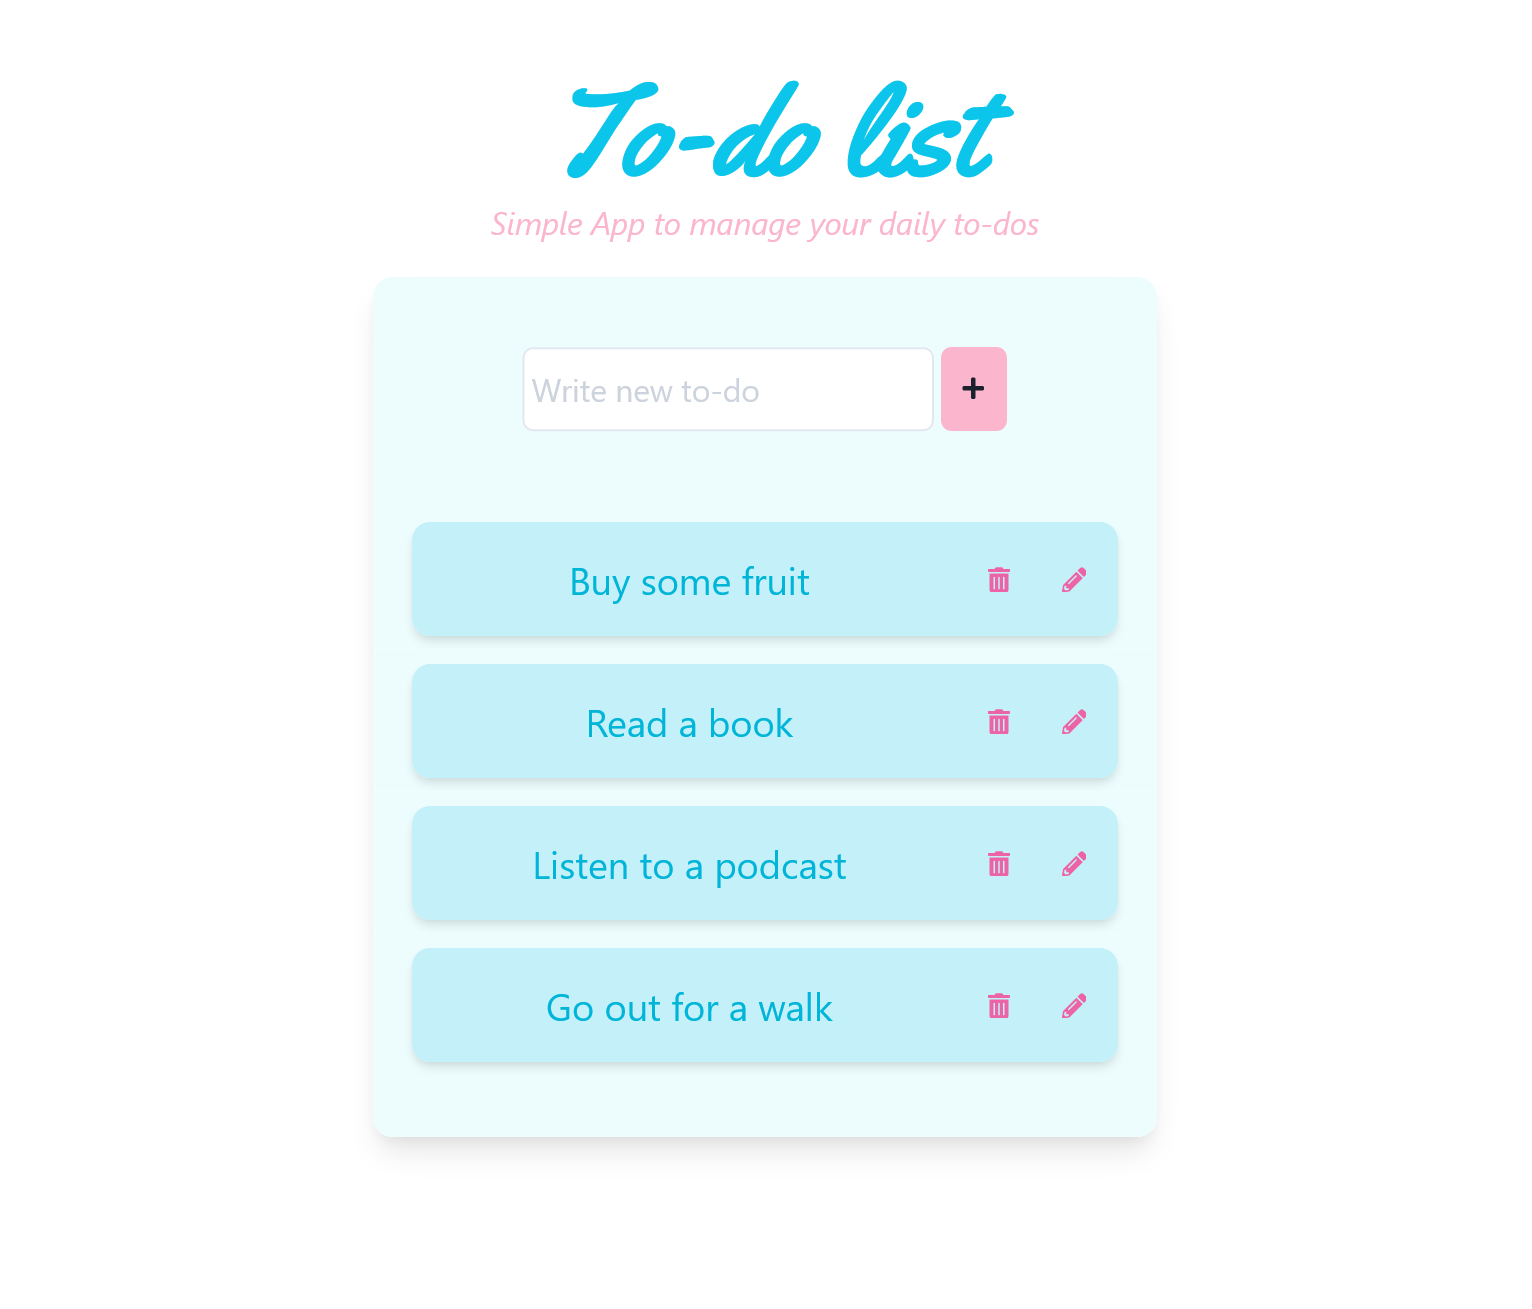 To-do list
Simple App to manage your daily to-dos
Write new to-do
Buy some fruit
Read a book
Listen to a podcast
Go out for a walk